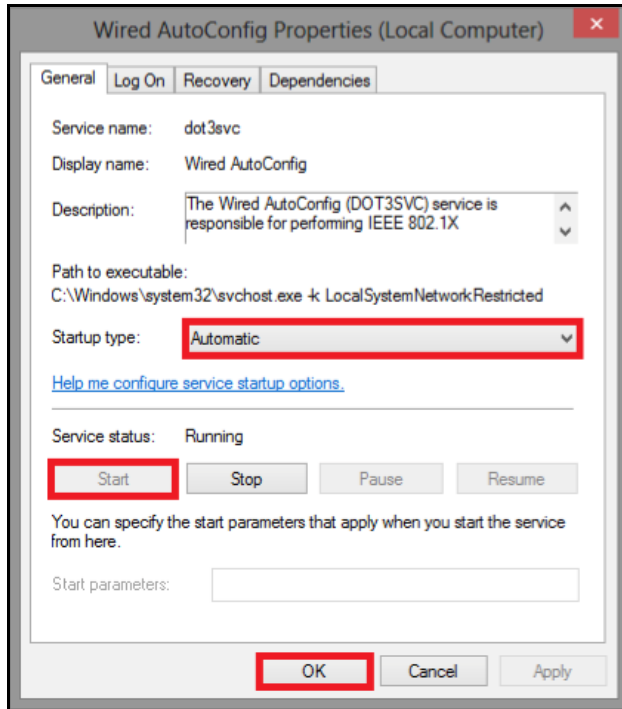 Wired AutoConfig Properties (Local Computer)
General Log On Recovery Dependencies
Service name: dot3svc
Display name: Wired AutoConfig
Description: The Wired AutoConfig (DOT3SVC) service is
responsible for performing IEEE 802.1X
Path to executable:
C:\Windows\system32\svchost.exe -k LocalSystemNetworkRestricted
Startup type: Automatic
Help me configure service startup options.
Service status: Running
Start Stop Pause Resume
You can specify the start parameters that apply when you start the service
from here.
Start parameters:
OK Cancel Apply